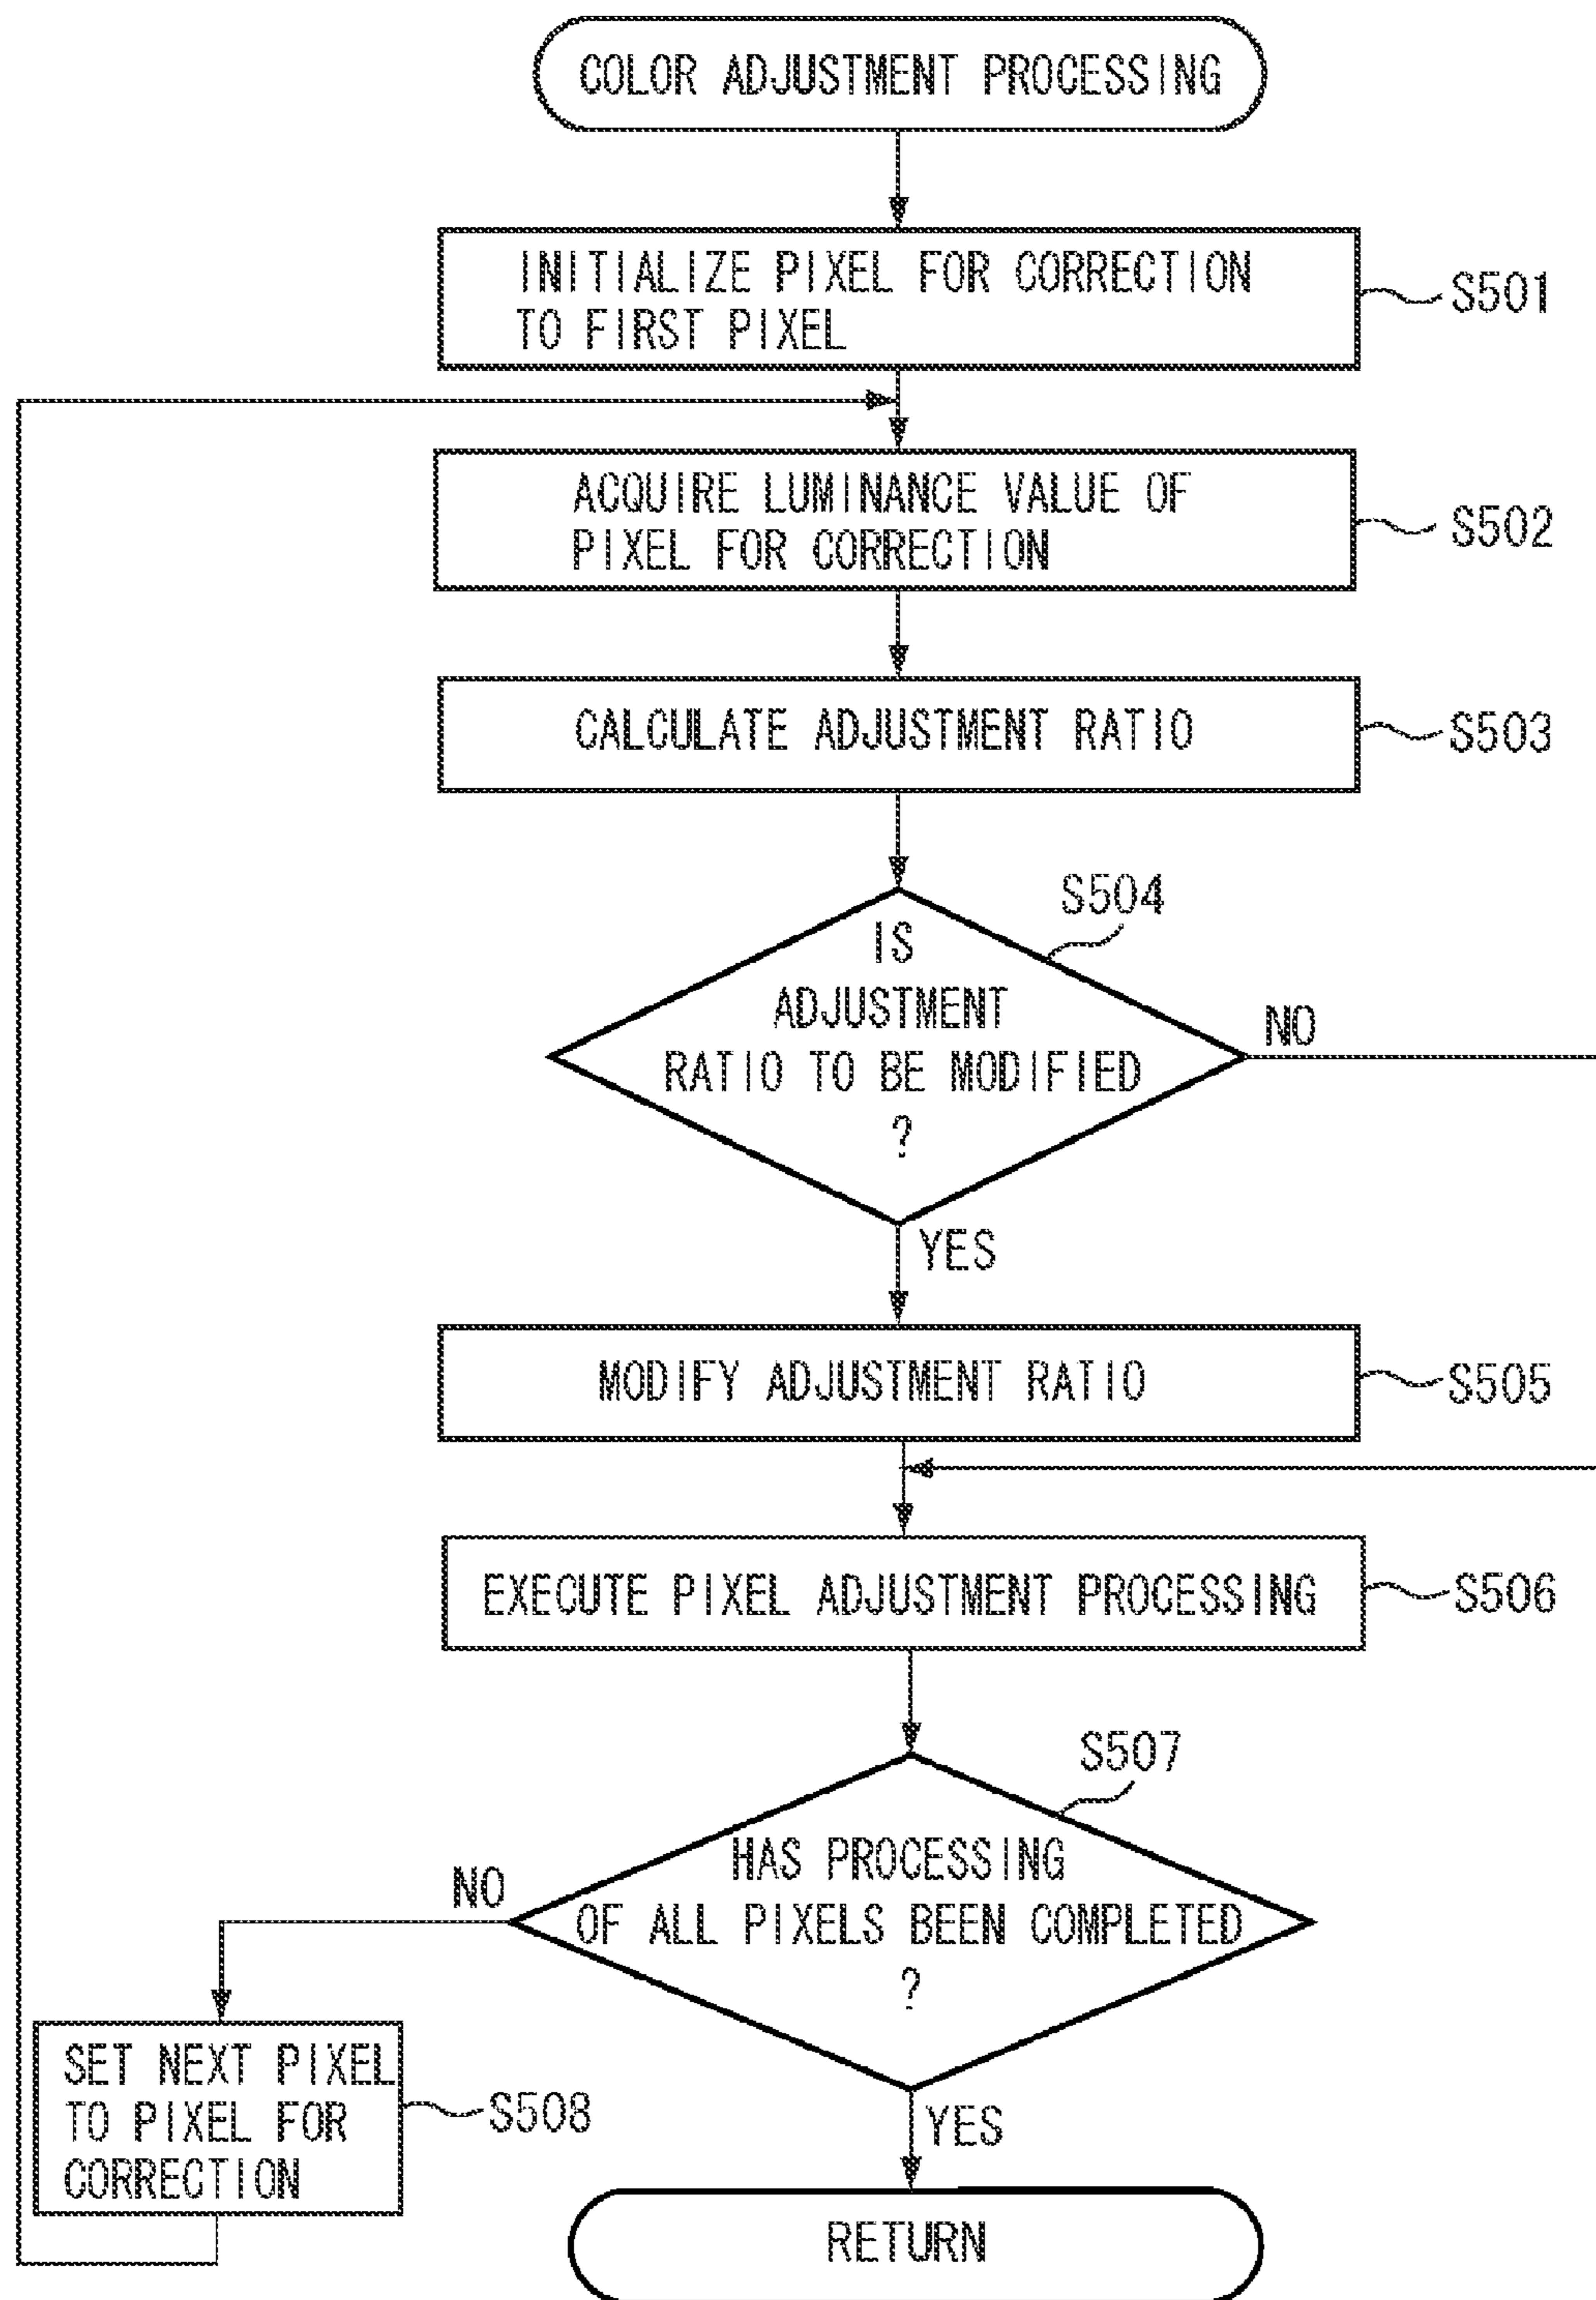 COLOR ADJUSTMENT PROCESSING
INITIALIZE PIXEL FOR CORRECTION
TO FIRST PIXEL
S501
ACQUIRE LUMINANCE VALUE OF
PIXEL FOR CORRECTION
S502
CALCULATE ADJUSTMENT RATIO
S503
S504
IS
ADJUSTMENT
RATIO TO BE MODIFIED
?
NO
YES
MODIFY ADJUSTMENT RATIO
S505
EXECUTE PIXEL ADJUSTMENT PROCESSING
S506
S507
HAS PROCESSING
OF ALL PIXELS BEEN COMPLETED
?
NO
SET NEXT PIXEL
TO PIXEL FOR
CORRECTION
S508
YES
RETURN